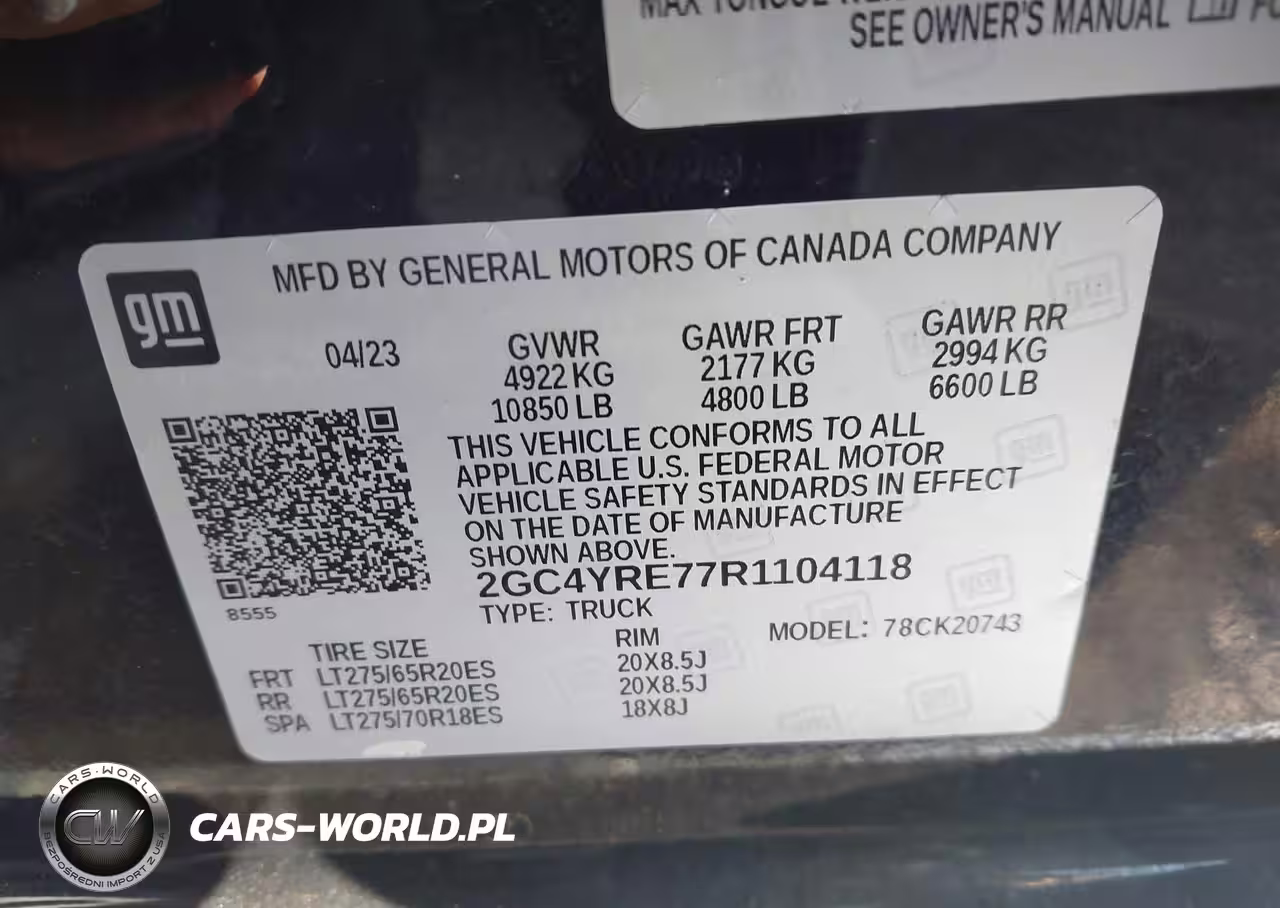 SEE OWNER'S MANUAL
MFD BY GENERAL MOTORS OF CANADA COMPANY
gm
04/23
GVWR
4922 KG
10850 LB
GAWR FRT
2177 KG
4800 LB
GAWR RR
2994 KG
6600 LB
THIS VEHICLE CONFORMS TO ALL
APPLICABLE U.S. FEDERAL MOTOR
VEHICLE SAFETY STANDARDS IN EFFECT
ON THE DATE OF MANUFACTURE
SHOWN ABOVE.
2GC4YRE77R1104118
8555
TYPE: TRUCK
MODEL: 78CK20743
TIRE SIZE RIM
FRT LT275/65R20ES 20X8.5J
RR LT275/65R20ES 20X8.5J
SPA LT275/70R18ES 18X8J
CARS-WORLD
CW
BEZPOŚREDNI IMPORT Z USA
CARS-WORLD.PL